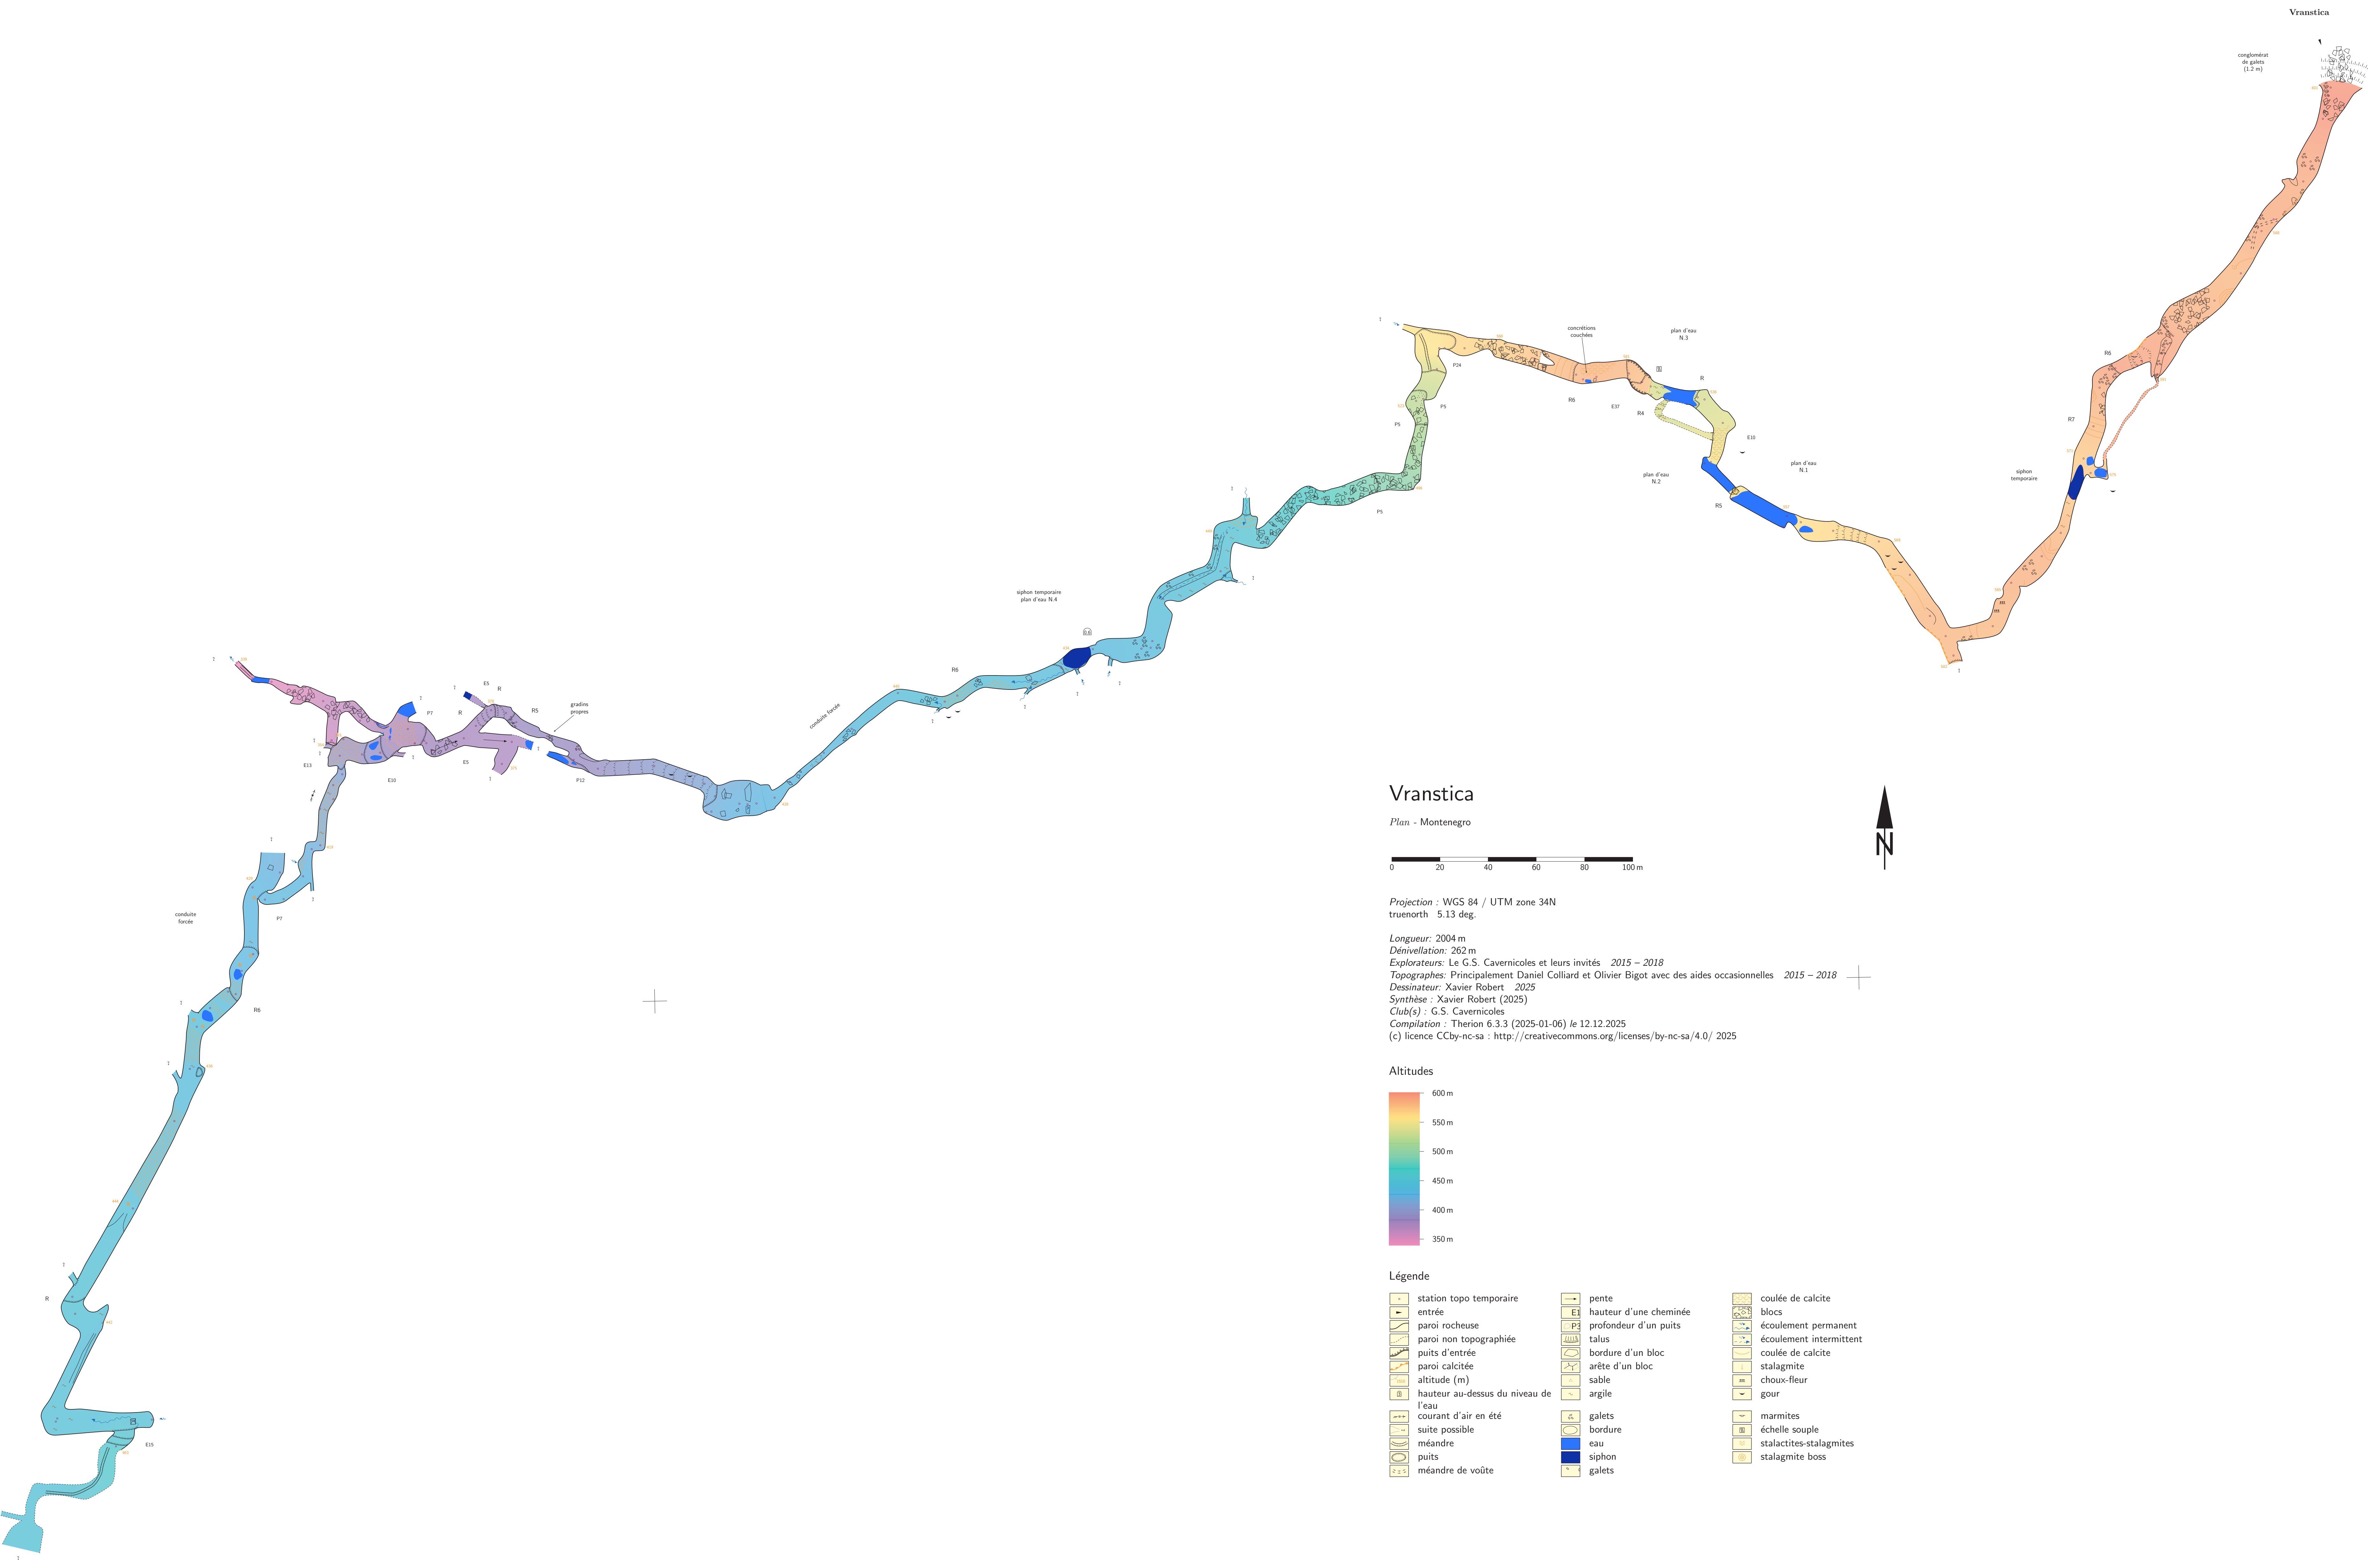 Vranstica
conglomérat
de galets
(1.2 m)
R6
R7
siphon
temporaire
concrétions
couchées
plan d'eau
N.3
P24
P5
P5
R6
E37
R4
R
E10
plan d'eau
N.2
plan d'eau
N.1
R5
P5
siphon temporaire
plan d'eau N.4
R6
conduite forcée
E5
R
R5
gradins
propres
P7
R
E5
P12
E13
E10
P7
conduite
forcée
R6
R
E15
Vranstica
Plan - Montenegro
0 20 40 60 80 100 m
N
Projection : WGS 84 / UTM zone 34N
truenorth 5.13 deg.
Longueur: 2004 m
Dénivellation: 262 m
Explorateurs: Le G.S. Cavernicoles et leurs invités 2015 – 2018
Topographes: Principalement Daniel Colliard et Olivier Bigot avec des aides occasionnelles 2015 – 2018
Dessinateur: Xavier Robert 2025
Synthèse : Xavier Robert (2025)
Club(s) : G.S. Cavernicoles
Compilation : Therion 6.3.3 (2025-01-06) le 12.12.2025
(c) licence CCby-nc-sa : http://creativecommons.org/licenses/by-nc-sa/4.0/ 2025
Altitudes
600 m
550 m
500 m
450 m
400 m
350 m
Légende
station topo temporaire
entrée
paroi rocheuse
paroi non topographiée
puits d'entrée
paroi calcitée
altitude (m)
hauteur au-dessus du niveau de
l'eau
courant d'air en été
suite possible
méandre
puits
méandre de voûte
pente
hauteur d'une cheminée
profondeur d'un puits
talus
bordure d'un bloc
arête d'un bloc
sable
argile
galets
bordure
eau
siphon
galets
coulée de calcite
blocs
écoulement permanent
écoulement intermittent
coulée de calcite
stalagmite
choux-fleur
gour
marmites
échelle souple
stalactites-stalagmites
stalagmite boss